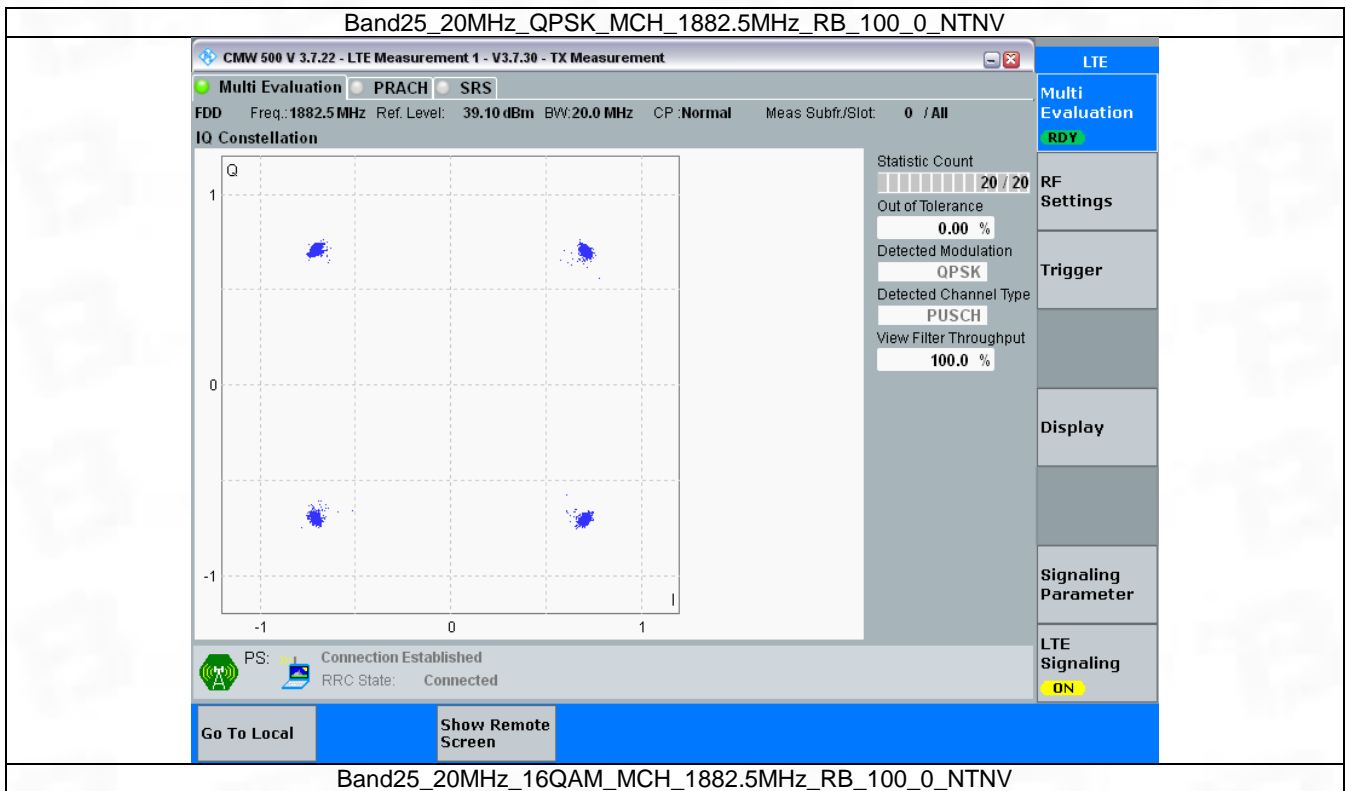 Band25_20MHz_QPSK_MCH_1882.5MHz_RB_100_0_NTNV
CMW 500 V 3.7.22 - LTE Measurement 1 - V3.7.30 - TX Measurement
LTE
Multi Evaluation PRACH SRS
FDD Freq.: 1882.5 MHz Ref. Level: 39.10 dBm BW: 20.0 MHz CP : Normal Meas Subfr./Slot: 0 / All
IQ Constellation
Q
1
0
-1
I
-1 0 1
Statistic Count
20 / 20
Out of Tolerance
0.00 %
Detected Modulation
QPSK
Detected Channel Type
PUSCH
View Filter Throughput
100.0 %
Multi
Evaluation
RDY
RF
Settings
Trigger
Display
Signaling
Parameter
LTE
Signaling
ON
PS: Connection Established
RRC State: Connected
Go To Local
Show Remote
Screen
Band25_20MHz_16QAM_MCH_1882.5MHz_RB_100_0_NTNV